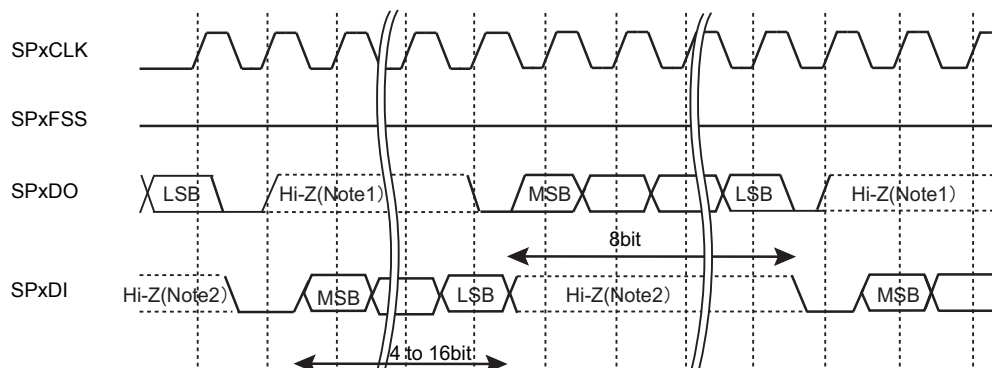 SPxCLK
SPxFSS
SPxDO
LSB
Hi-Z(Note1)
MSB
LSB
Hi-Z(Note1)
8bit
SPxDI
Hi-Z(Note2)
MSB
LSB
Hi-Z(Note2)
MSB
4 to 16bit